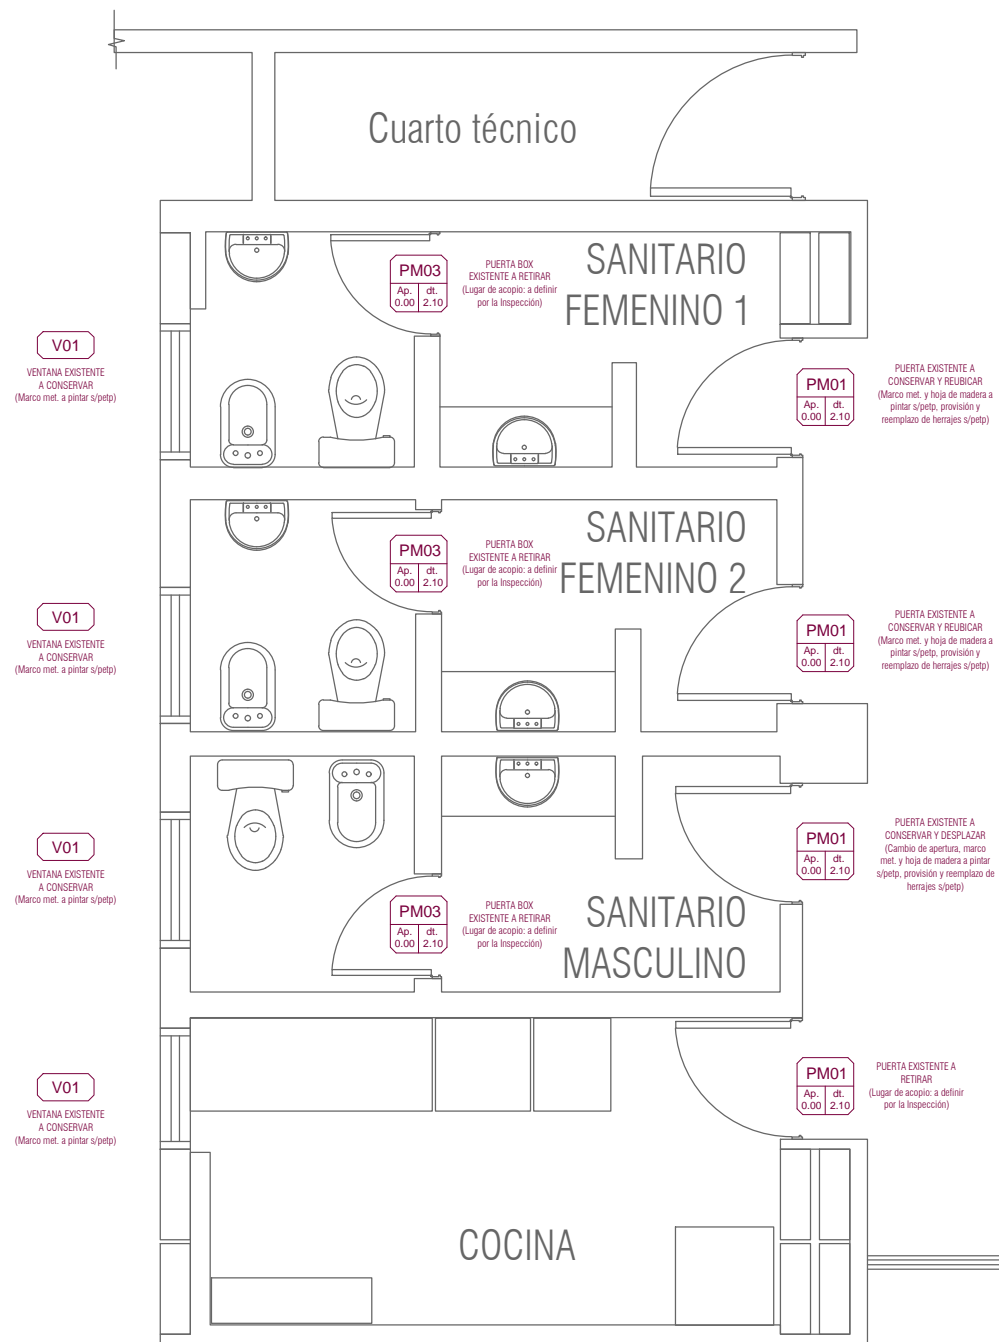 Cuarto técnico
SANITARIO
FEMENINO 1
PM03
Ap. dt.
0.00 2.10
PUERTA BOX
EXISTENTE A RETIRAR
(Lugar de acopio: a definir
por la Inspección)
V01
VENTANA EXISTENTE
A CONSERVAR
(Marco met. a pintar s/petp)
PM01
Ap. dt.
0.00 2.10
PUERTA EXISTENTE A
CONSERVAR Y REUBICAR
(Marco met. y hoja de madera a
pintar s/petp, provisión y
reemplazo de herrajes s/petp)
SANITARIO
FEMENINO 2
PM03
Ap. dt.
0.00 2.10
PUERTA BOX
EXISTENTE A RETIRAR
(Lugar de acopio: a definir
por la Inspección)
V01
VENTANA EXISTENTE
A CONSERVAR
(Marco met. a pintar s/petp)
PM01
Ap. dt.
0.00 2.10
PUERTA EXISTENTE A
CONSERVAR Y REUBICAR
(Marco met. y hoja de madera a
pintar s/petp, provisión y
reemplazo de herrajes s/petp)
V01
VENTANA EXISTENTE
A CONSERVAR
(Marco met. a pintar s/petp)
PM01
Ap. dt.
0.00 2.10
PUERTA EXISTENTE A
CONSERVAR Y DESPLAZAR
(Cambio de apertura, marco
met. y hoja de madera a pintar
s/petp, provisión y reemplazo de
herrajes s/petp)
PM03
Ap. dt.
0.00 2.10
PUERTA BOX
EXISTENTE A RETIRAR
(Lugar de acopio: a definir
por la Inspección)
SANITARIO
MASCULINO
V01
VENTANA EXISTENTE
A CONSERVAR
(Marco met. a pintar s/petp)
PM01
Ap. dt.
0.00 2.10
PUERTA EXISTENTE A
RETIRAR
(Lugar de acopio: a definir
por la Inspección)
COCINA